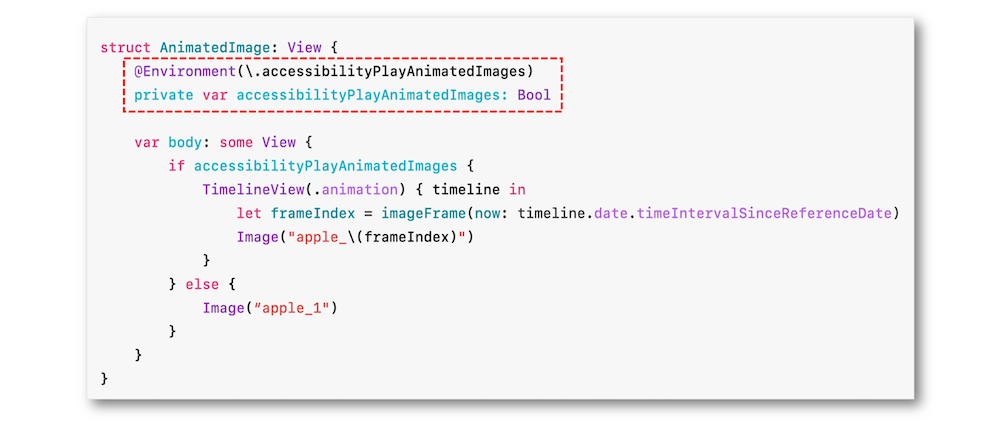 struct AnimatedImage: View {
@Environment(\.accessibilityPlayAnimatedImages)
private var accessibilityPlayAnimatedImages: Bool
var body: some View {
if accessibilityPlayAnimatedImages {
TimelineView(.animation) { timeline in
let frameIndex = imageFrame(now: timeline.date.timeIntervalSinceReferenceDate)
Image("apple_\(frameIndex)")
}
} else {
Image(“apple_1")
}
}
}